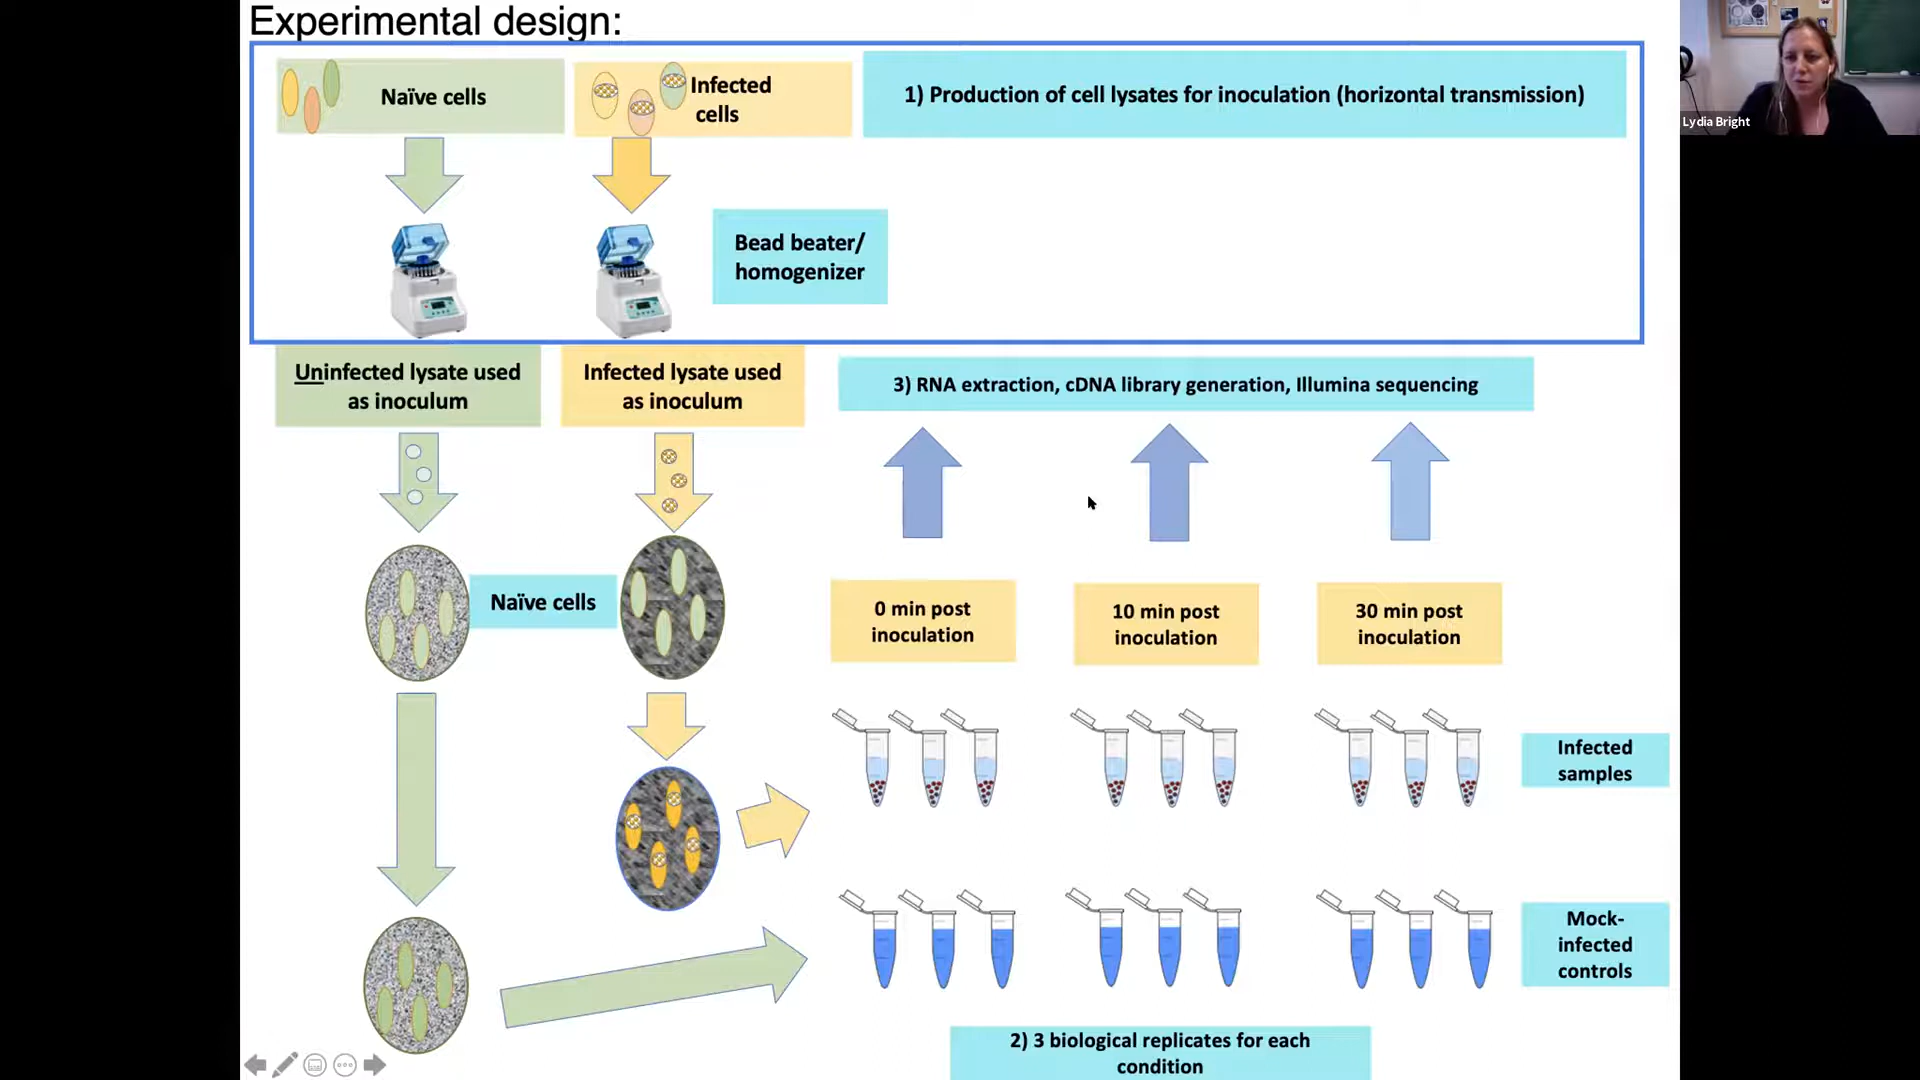 Experimental design:
Naïve cells
Infected
cells
1) Production of cell lysates for inoculation (horizontal transmission)
Lydia Bright
Bead beater/
homogenizer
Uninfected lysate used
as inoculum
Infected lysate used
as inoculum
3) RNA extraction, cDNA library generation, Illumina sequencing
Naïve cells
0 min post
inoculation
10 min post
inoculation
30 min post
inoculation
Infected
samples
Mock-
infected
controls
2) 3 biological replicates for each
condition